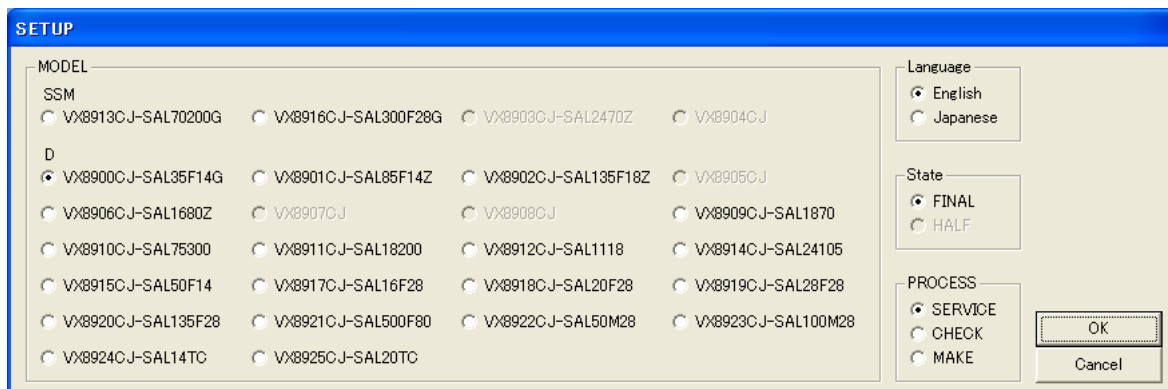 SETUP
MODEL
SSM
VX8913CJ-SAL70200G VX8916CJ-SAL300F28G VX8903CJ-SAL2470Z VX8904CJ
D
VX8900CJ-SAL35F14G VX8901CJ-SAL85F14Z VX8902CJ-SAL135F18Z VX8905CJ
VX8906CJ-SAL1680Z VX8907CJ VX8908CJ VX8909CJ-SAL1870
VX8910CJ-SAL75300 VX8911CJ-SAL18200 VX8912CJ-SAL1118 VX8914CJ-SAL24105
VX8915CJ-SAL50F14 VX8917CJ-SAL16F28 VX8918CJ-SAL20F28 VX8919CJ-SAL28F28
VX8920CJ-SAL135F28 VX8921CJ-SAL500F80 VX8922CJ-SAL50M28 VX8923CJ-SAL100M28
VX8924CJ-SAL14TC VX8925CJ-SAL20TC
Language
English
Japanese
State
FINAL
HALF
PROCESS
SERVICE
CHECK
MAKE
OK
Cancel